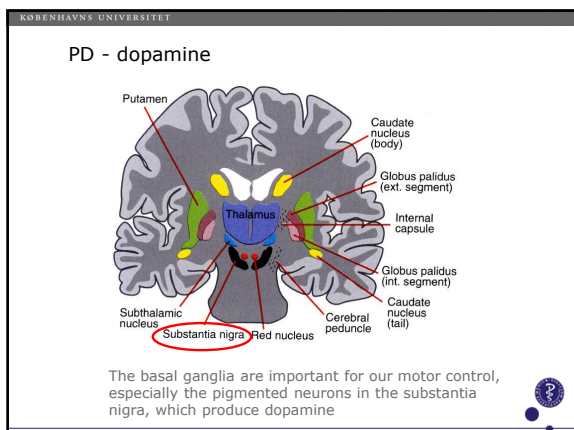 KØBENHAVNS UNIVERSITET
PD - dopamine
Putamen
Caudate
nucleus
(body)
Globus palidus
(ext. segment)
Thalamus
Internal
capsule
Globus palidus
(int. segment)
Caudate
nucleus
(tail)
Subthalamic
nucleus
Substantia nigra
Red nucleus
Cerebral
peduncle
The basal ganglia are important for our motor control,
especially the pigmented neurons in the substantia
nigra, which produce dopamine